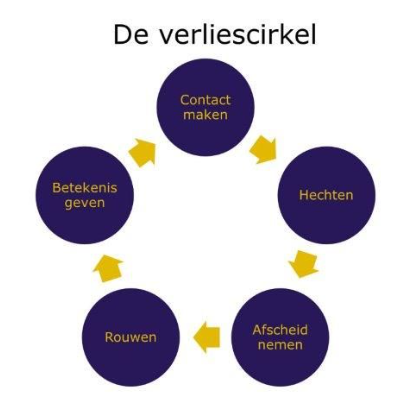 De verliescirkel
Contact
maken
Hechten
Afscheid
nemen
Rouwen
Betekenis
geven